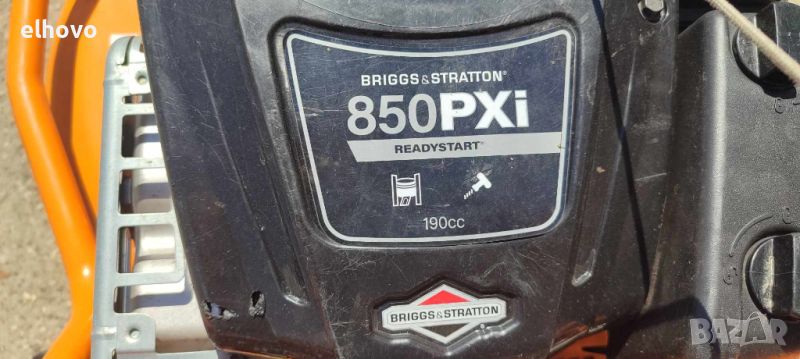 elhovo
BRIGGS&STRATTON®
850PXi
READYSTART®
190cc
BRIGGS&STRATTON
BAZAR